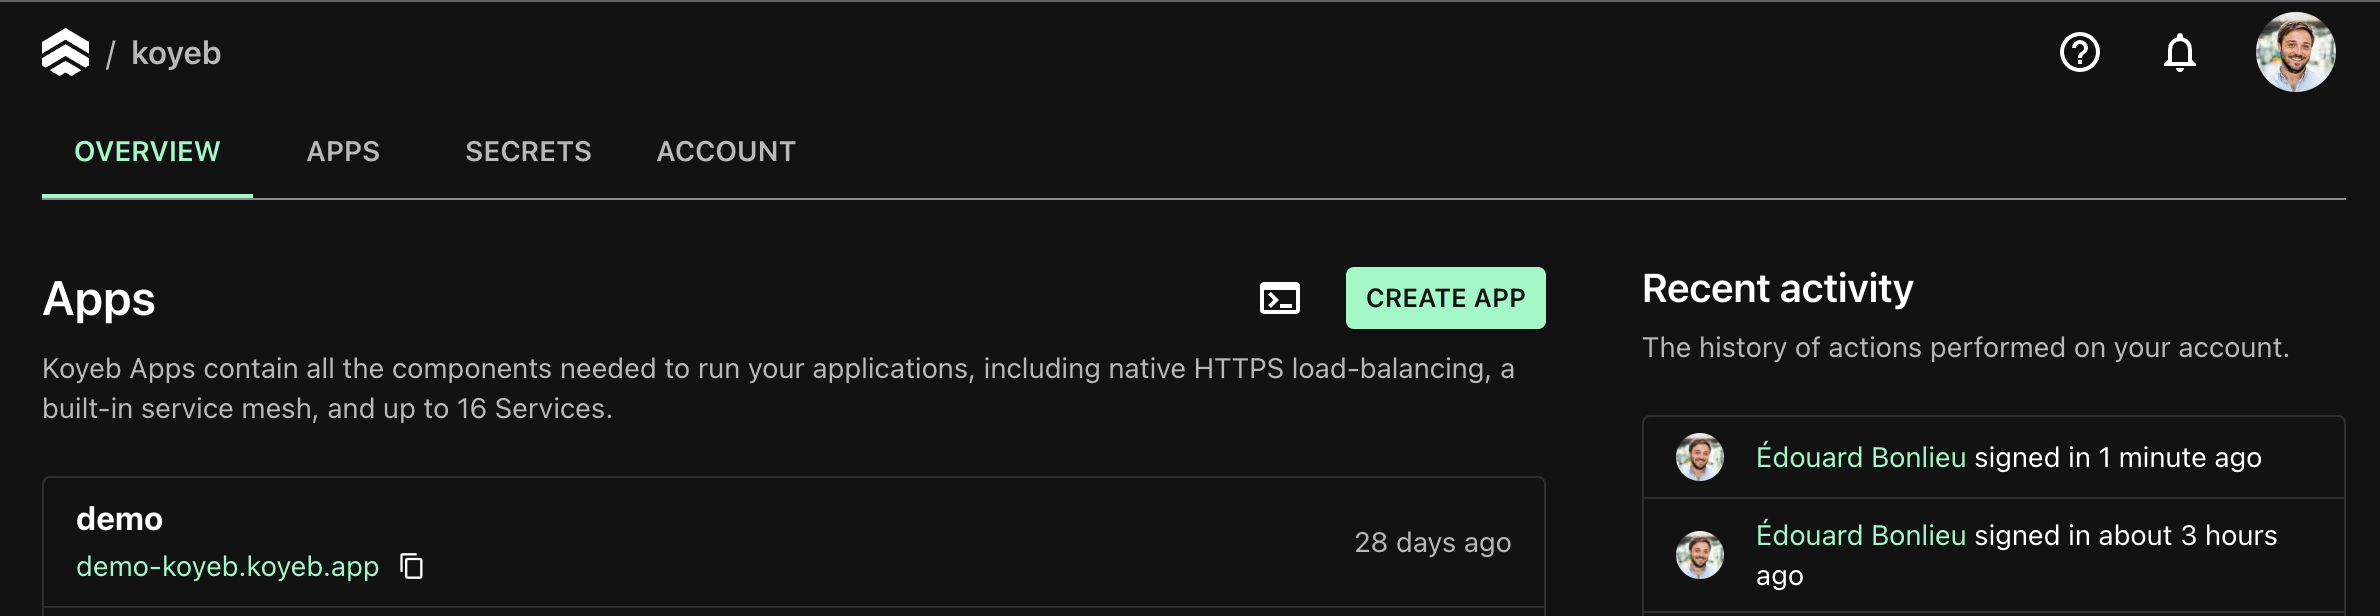 / koyeb
OVERVIEW APPS SECRETS ACCOUNT
Apps
CREATE APP
Koyeb Apps contain all the components needed to run your applications, including native HTTPS load-balancing, a
built-in service mesh, and up to 16 Services.
demo
demo-koyeb.koyeb.app
28 days ago
Recent activity
The history of actions performed on your account.
Édouard Bonlieu signed in 1 minute ago
Édouard Bonlieu signed in about 3 hours
ago